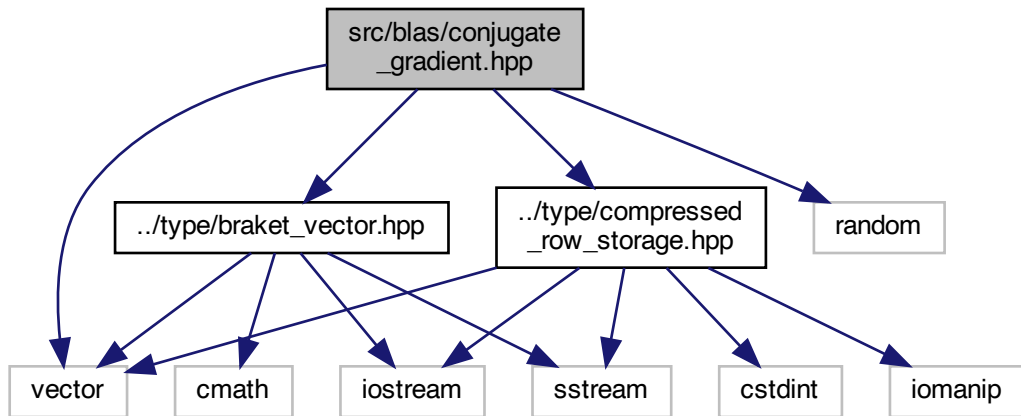 src/blas/conjugate
_gradient.hpp
../type/braket_vector.hpp
../type/compressed
_row_storage.hpp
random
vector
cmath
iostream
sstream
cstdint
iomanip